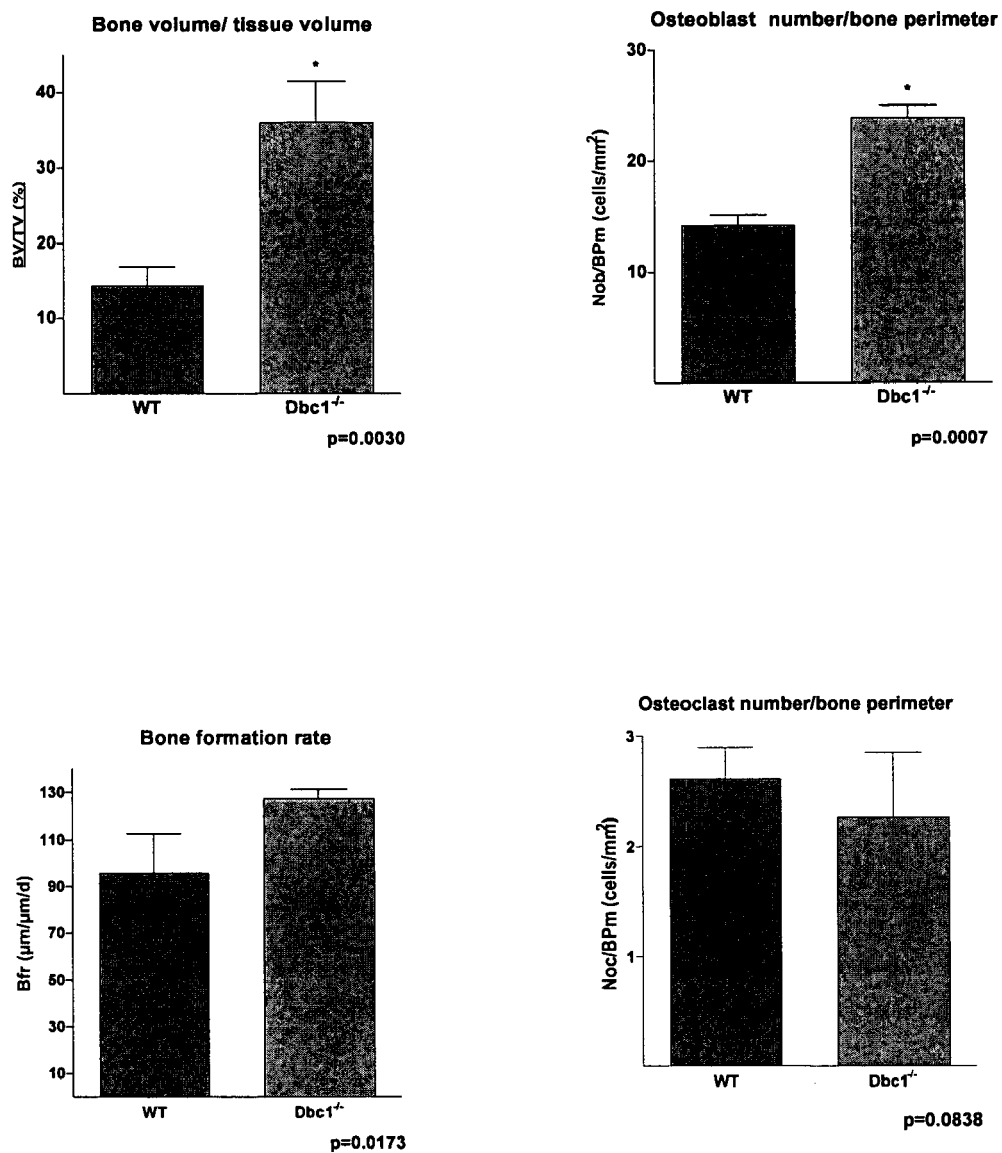 Bone volume/ tissue volume
*
40
30
20
10
BV/TV (%)
WT Dbc1-/-
p=0.0030
Osteoblast number/bone perimeter
*
30
20
10
Nob/BPm (cells/mm²)
WT Dbc1-/-
p=0.0007
Bone formation rate
130
110
90
70
50
30
10
Bfr (µm/µm/d)
WT Dbc1-/-
p=0.0173
Osteoclast number/bone perimeter
3
2
1
Noc/BPm (cells/mm²)
WT Dbc1-/-
p=0.0838